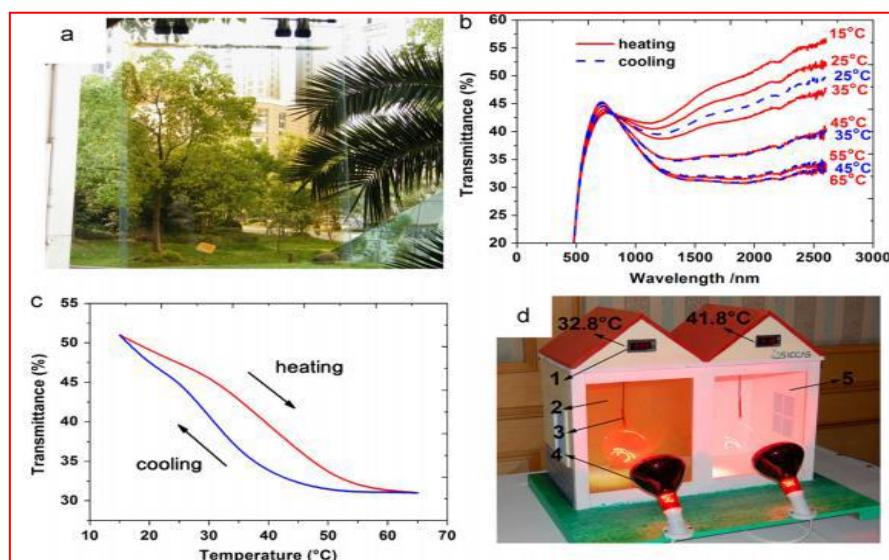 a
b
60
55
50
45
40
35
30
25
20
Transmittance (%)
heating
cooling
15°C
25°C
25°C
35°C
45°C
35°C
55°C
45°C
65°C
0 500 1000 1500 2000 2500 3000
Wavelength /nm
c
55
50
45
40
35
30
Transmittance (%)
heating
cooling
10 20 30 40 50 60 70
Temperature (°C)
d
32.8°C
41.8°C
SICCAS
1
2
3
4
5